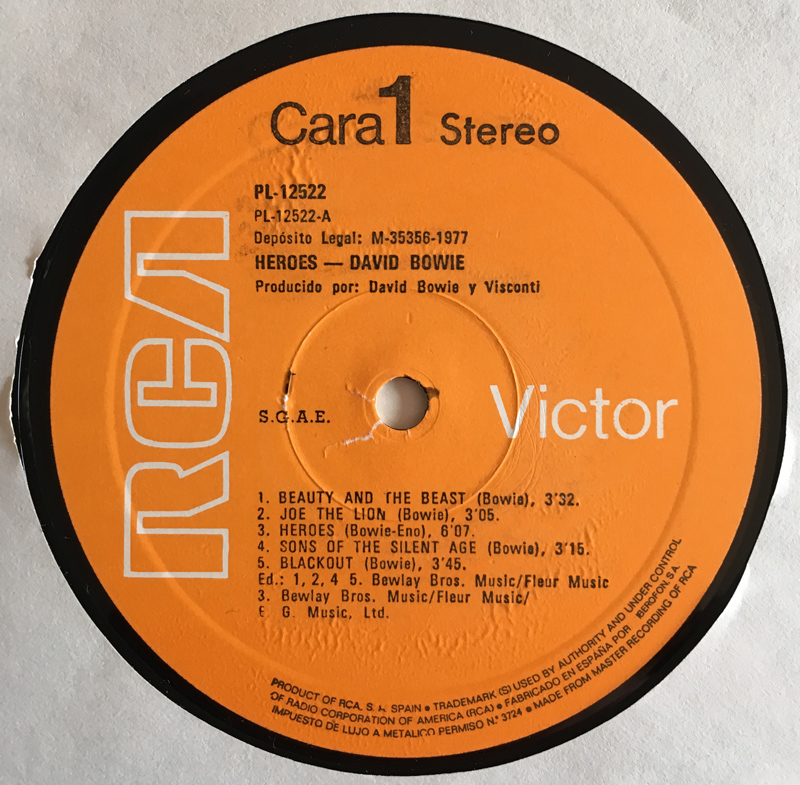 Cara 1 Stereo
PL-12522
PL-12522-A
Depósito Legal: M-35356-1977
HEROES — DAVID BOWIE
Producido por: David Bowie y Visconti
RCA
S.G.A.E.
Victor
1. BEAUTY AND THE BEAST (Bowie), 3'32.
2. JOE THE LION (Bowie), 3'05.
3. HEROES (Bowie-Eno), 6'07.
4. SONS OF THE SILENT AGE (Bowie), 3'15.
5. BLACKOUT (Bowie), 3'45.
Ed.: 1, 2, 4 5. Bewlay Bros. Music/Fleur Music
3. Bewlay Bros. Music/Fleur Music/
E. G. Music, Ltd.
PRODUCT OF RCA, S. A. SPAIN • TRADEMARK (S) USED BY AUTHORITY AND UNDER CONTROL
OF RADIO CORPORATION OF AMERICA (RCA) • FABRICADO EN ESPAÑA POR IBEROFON, S.A.
IMPUESTO DE LUJO A METALICO PERMISO N.º 3724 • MADE FROM MASTER RECORDING OF RCA